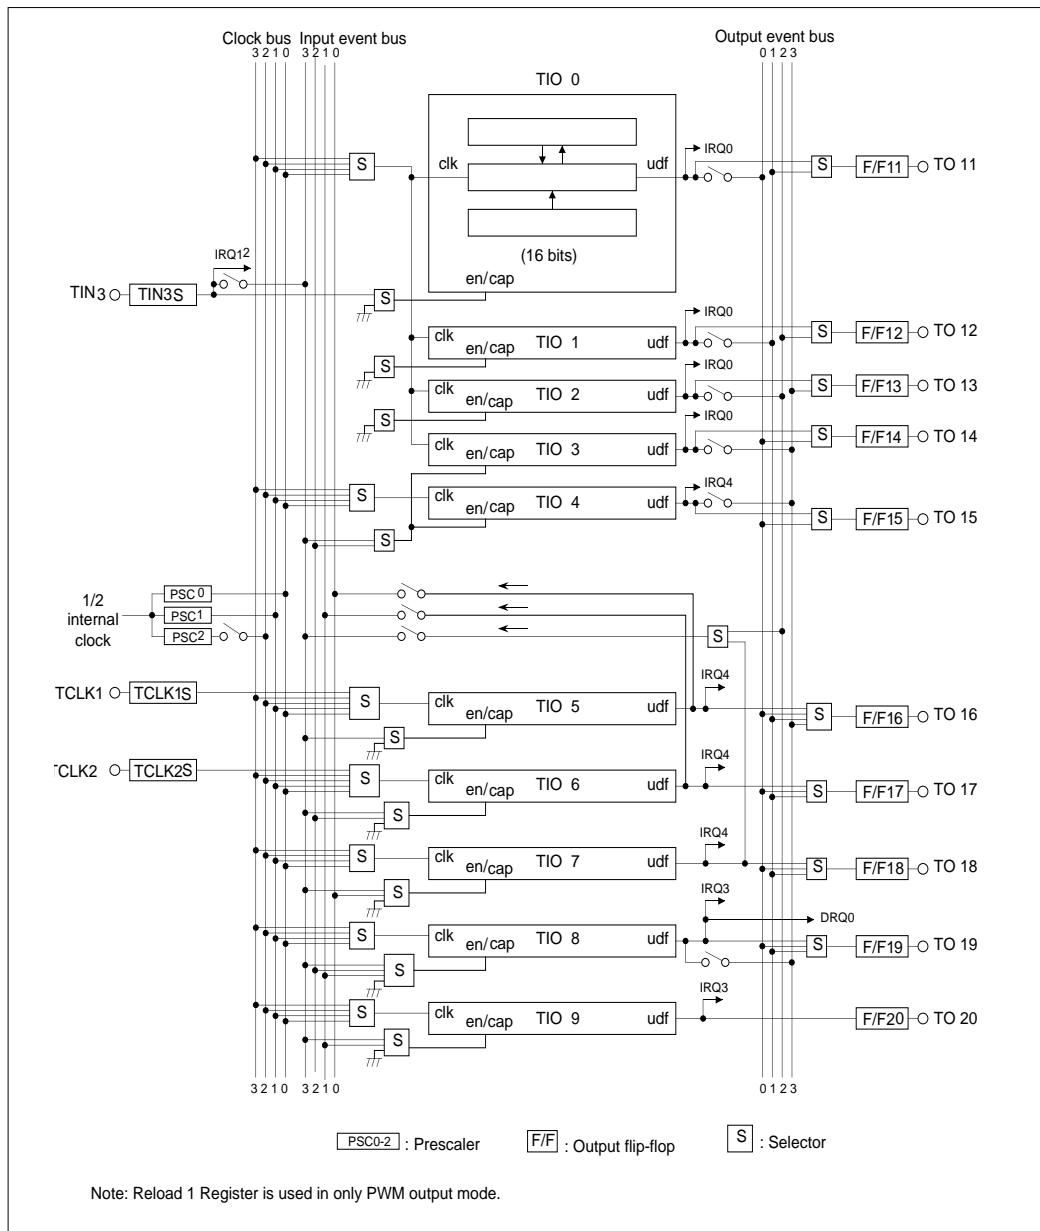 Clock bus Input event bus Output event bus
3 2 1 0 3 2 1 0 0 1 2 3
TIO 0
clk udf IRQ0 S S F/F11 TO 11
(16 bits)
en/cap
IRQ12
TIN3 TIN3S S
IRQ0
clk en/cap TIO 1 udf S F/F12 TO 12
S
IRQ0
clk en/cap TIO 2 udf S F/F13 TO 13
S
IRQ0
clk en/cap TIO 3 udf S F/F14 TO 14
IRQ4
S clk en/cap TIO 4 udf S F/F15 TO 15
S
1/2 internal clock
PSC0
PSC1
PSC2
S
IRQ4
TCLK1 TCLK1S S clk en/cap TIO 5 udf S F/F16 TO 16
S
IRQ4
TCLK2 TCLK2S S clk en/cap TIO 6 udf S F/F17 TO 17
S
IRQ4
S clk en/cap TIO 7 udf S F/F18 TO 18
S
IRQ3
DRQ0
S clk en/cap TIO 8 udf S F/F19 TO 19
S
IRQ3
S clk en/cap TIO 9 udf F/F20 TO 20
S
3 2 1 0 3 2 1 0 0 1 2 3
PSC0-2 : Prescaler F/F : Output flip-flop S : Selector
Note: Reload 1 Register is used in only PWM output mode.